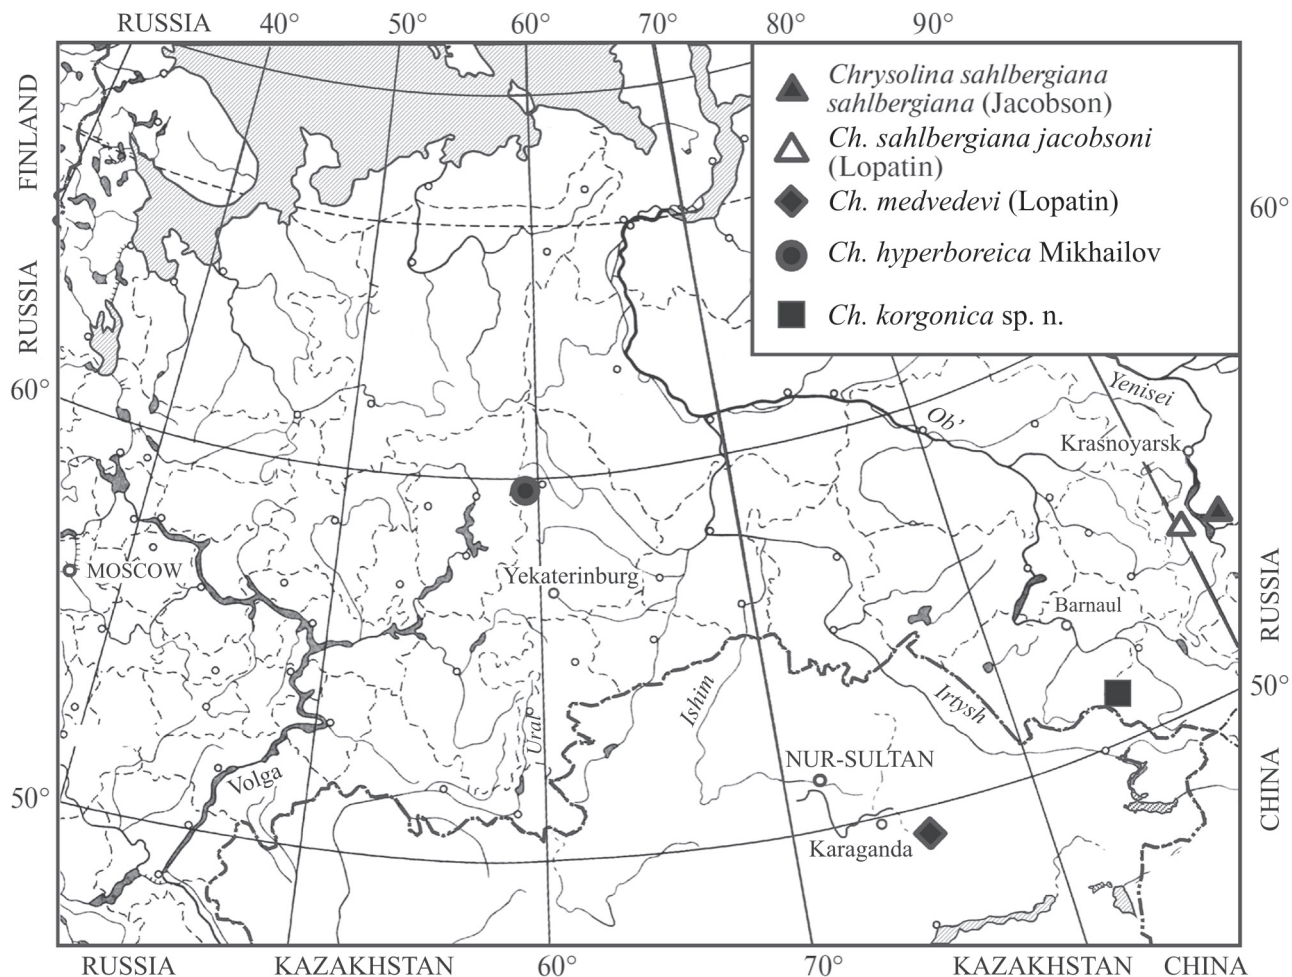 RUSSIA 40° 50° 60° 70° 80° 90°
FINLAND
RUSSIA
60°
50°
Chrysolina sahlbergiana
sahlbergiana (Jacobson)
Ch. sahlbergiana jacobsoni
(Lopatin)
Ch. medvedevi (Lopatin)
Ch. hyperboreica Mikhailov
Ch. korgonica sp. n.
60°
Yenisei
Ob’
Krasnoyarsk
MOSCOW
Yekaterinburg
Barnaul
RUSSIA
50°
Ishim
Irtysh
Ural
NUR-SULTAN
Volga
CHINA
Karaganda
RUSSIA KAZAKHSTAN 60° 70° KAZAKHSTAN CHINA